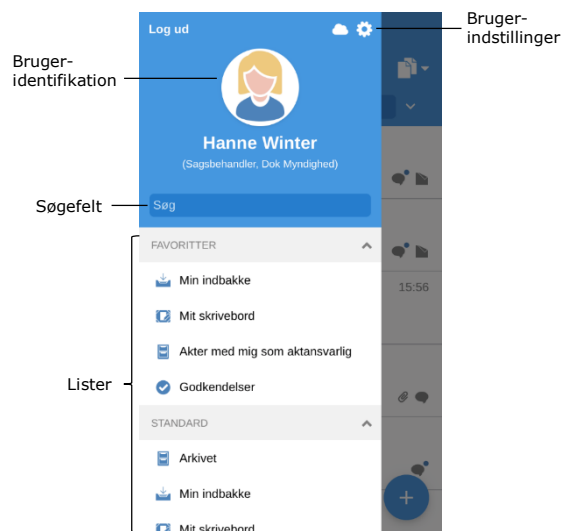 Log ud
Bruger-
indstillinger
Bruger-
identifikation
Hanne Winter
(Sagsbehandler, Dok Myndighed)
Søgefelt
Søg
FAVORITTER
Min indbakke
15:56
Mit skrivebord
Akter med mig som aktansvarlig
Lister
Godkendelser
STANDARD
Arkivet
Min indbakke
Mit skrivebord